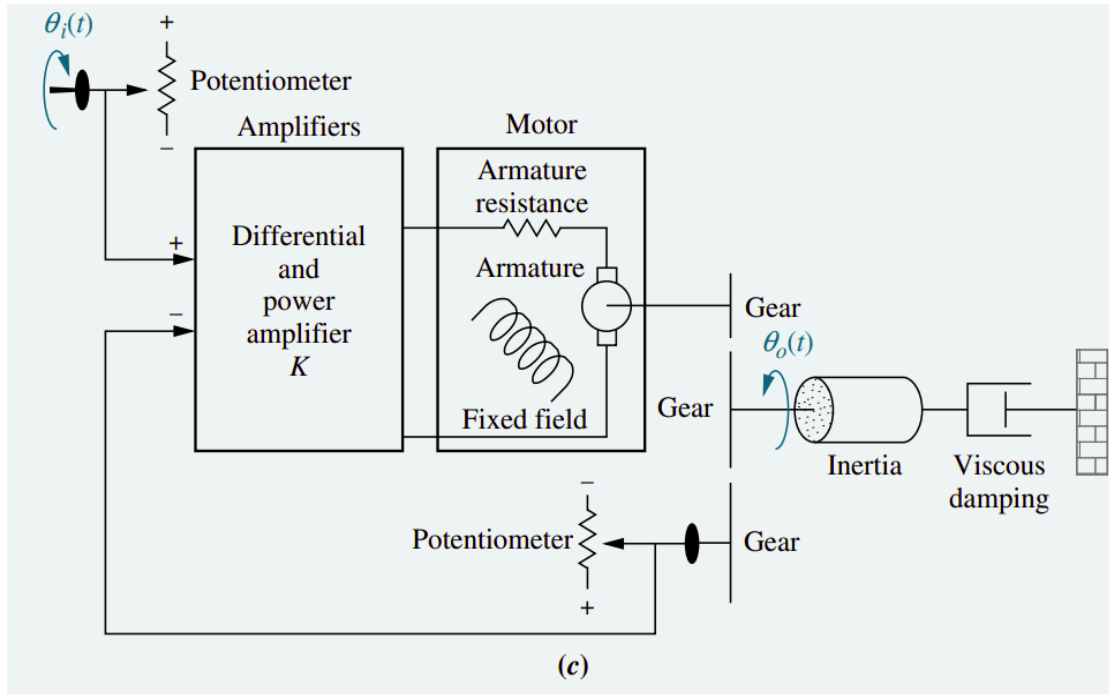 θi(t)
+
Potentiometer
−
Amplifiers
Motor
Differential
and
power
amplifier
K
+
−
Armature
resistance
Armature
Fixed field
Gear
θo(t)
Gear
Inertia
Viscous
damping
−
Potentiometer
+
Gear
(c)